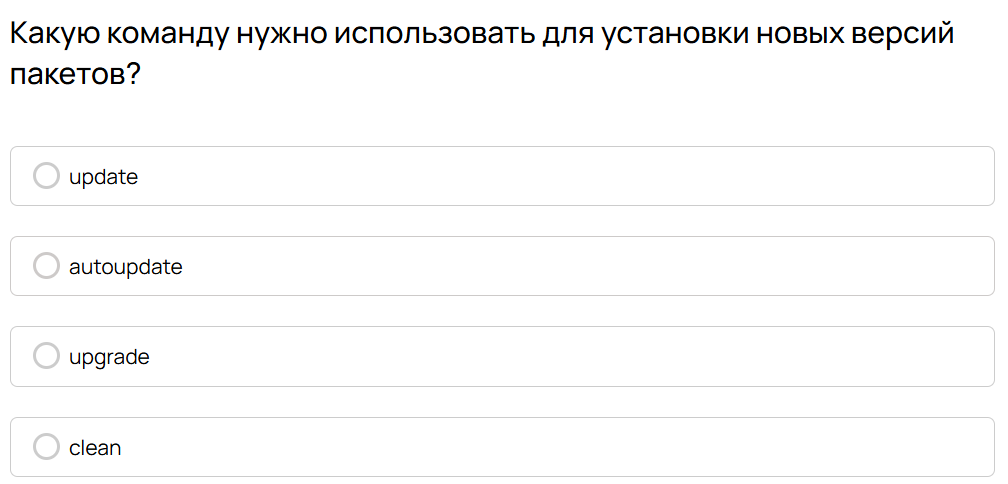 Какую команду нужно использовать для установки новых версий
пакетов?
update
autoupdate
upgrade
clean